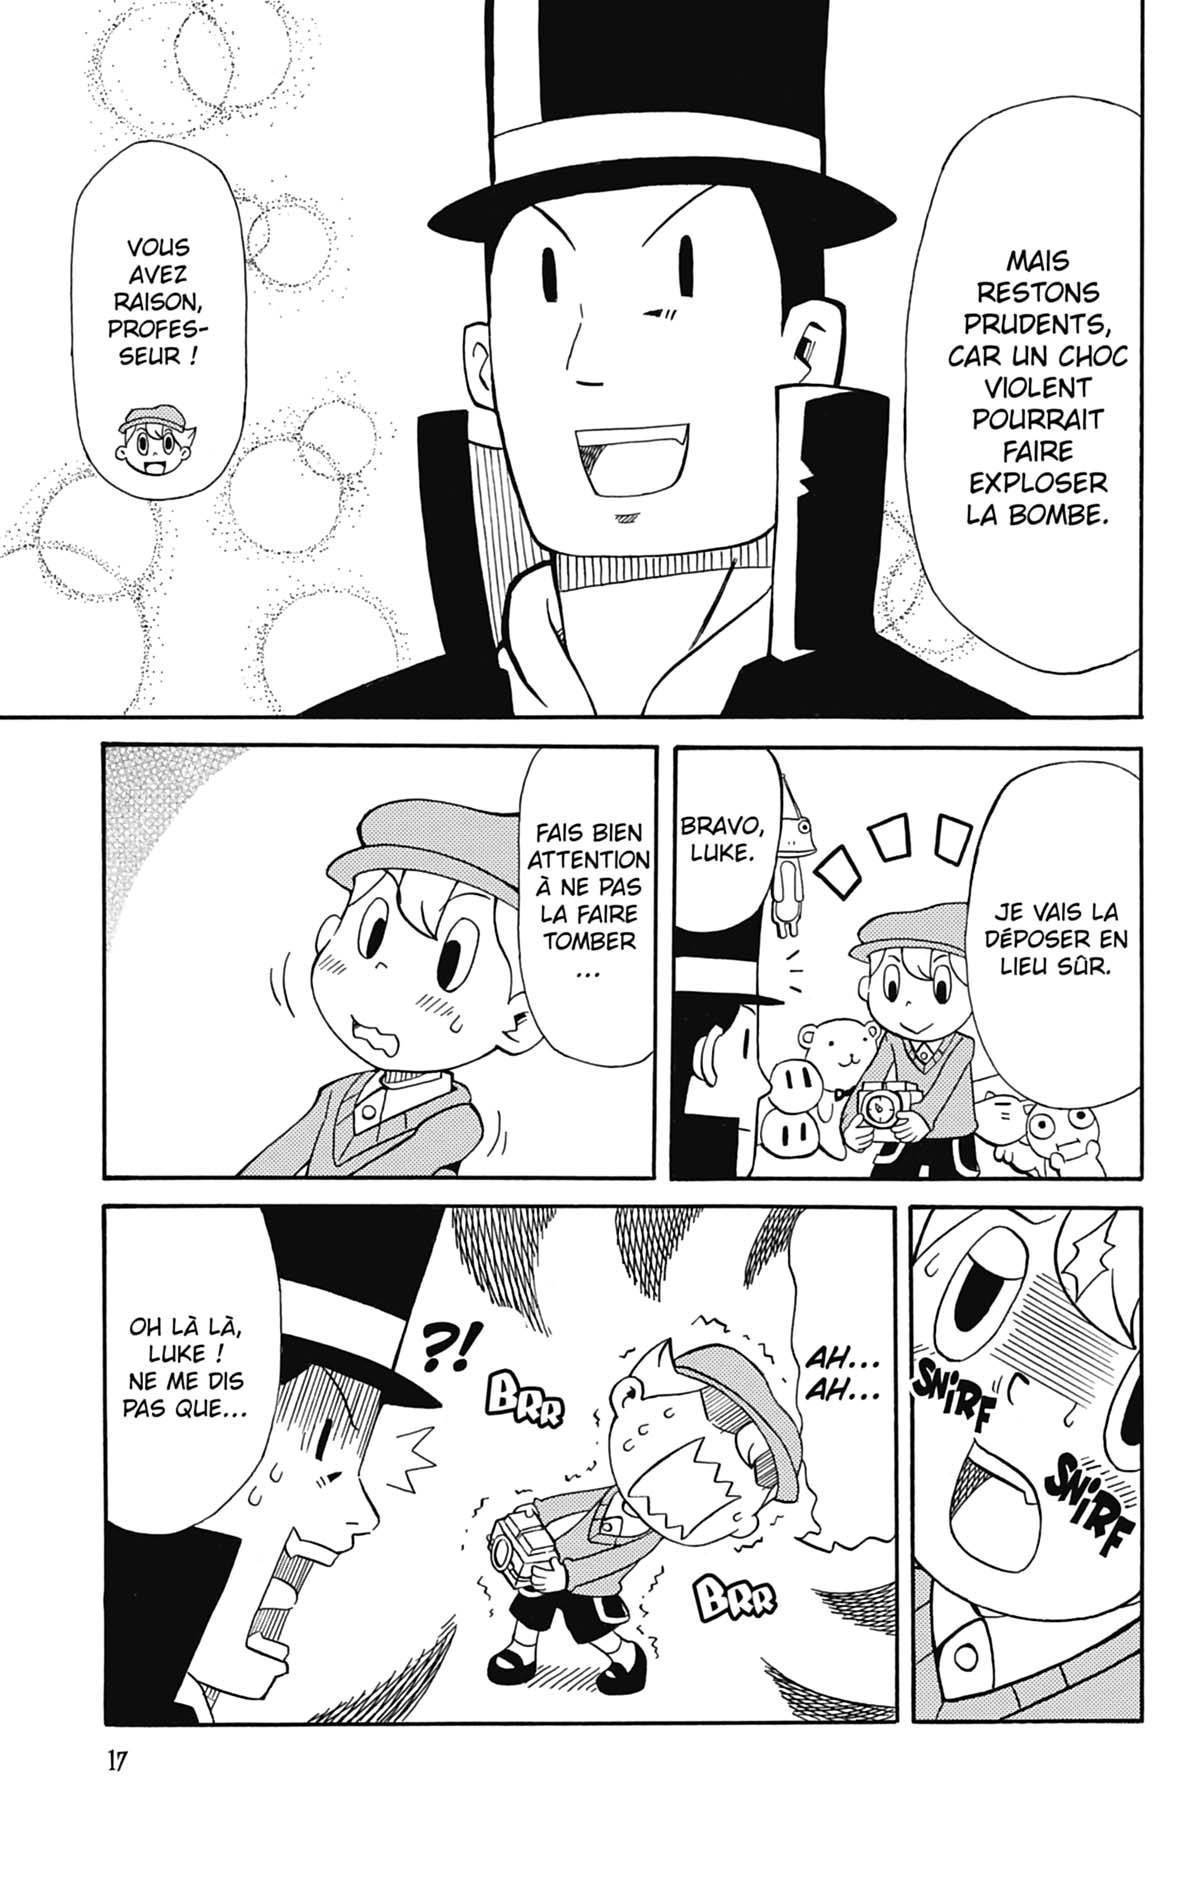 MAIS
RESTONS
PRUDENTS,
CAR UN CHOC
VIOLENT
POURRAIT
FAIRE
EXPLOSER
LA BOMBE.
VOUS
AVEZ
RAISON,
PROFES-
SEUR !
JE VAIS LA
DÉPOSER EN
LIEU SÛR.
BRAVO,
LUKE.
FAIS BIEN
ATTENTION
À NE PAS
LA FAIRE
TOMBER
...
SNIRF
SNIRF
AH...
AH...
BRR
BRR
?!
OH LÀ LÀ,
LUKE !
NE ME DIS
PAS QUE...
17